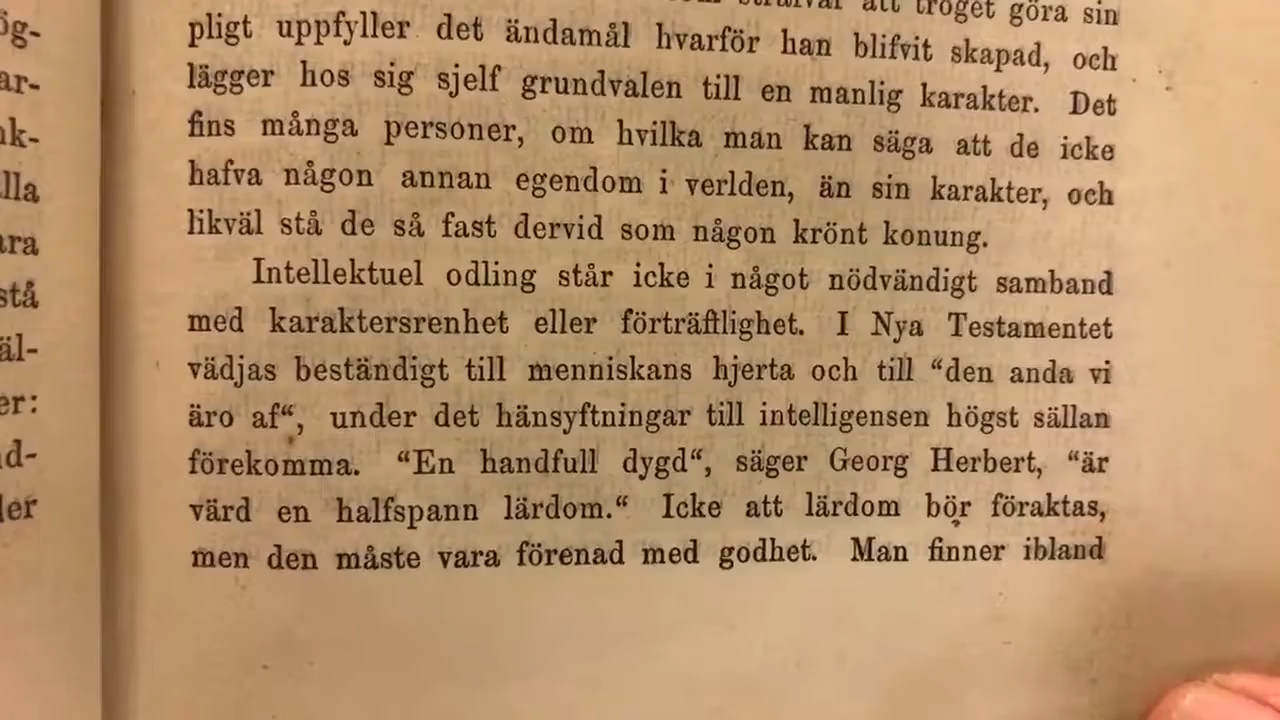 att troget göra sin
pligt uppfyller det ändamål hvarför han blifvit skapad, och
lägger hos sig sjelf grundvalen till en manlig karakter. Det
fins många personer, om hvilka man kan säga att de icke
hafva någon annan egendom i verlden, än sin karakter, och
likväl stå de så fast dervid som någon krönt konung.
Intellektuel odling står icke i något nödvändigt samband
med karaktersrenhet eller förträfflighet. I Nya Testamentet
vädjas beständigt till menniskans hjerta och till “den anda vi
äro af“, under det hänsyftningar till intelligensen högst sällan
förekomma. “En handfull dygd“, säger Georg Herbert, “är
värd en halfspann lärdom.“ Icke att lärdom bör föraktas,
men den måste vara förenad med godhet. Man finner ibland